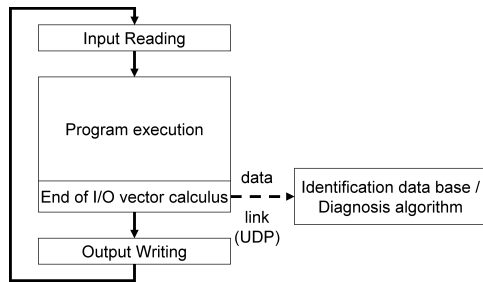 Input Reading
Program execution
End of I/O vector calculus
data
link
(UDP)
Identification data base /
Diagnosis algorithm
Output Writing